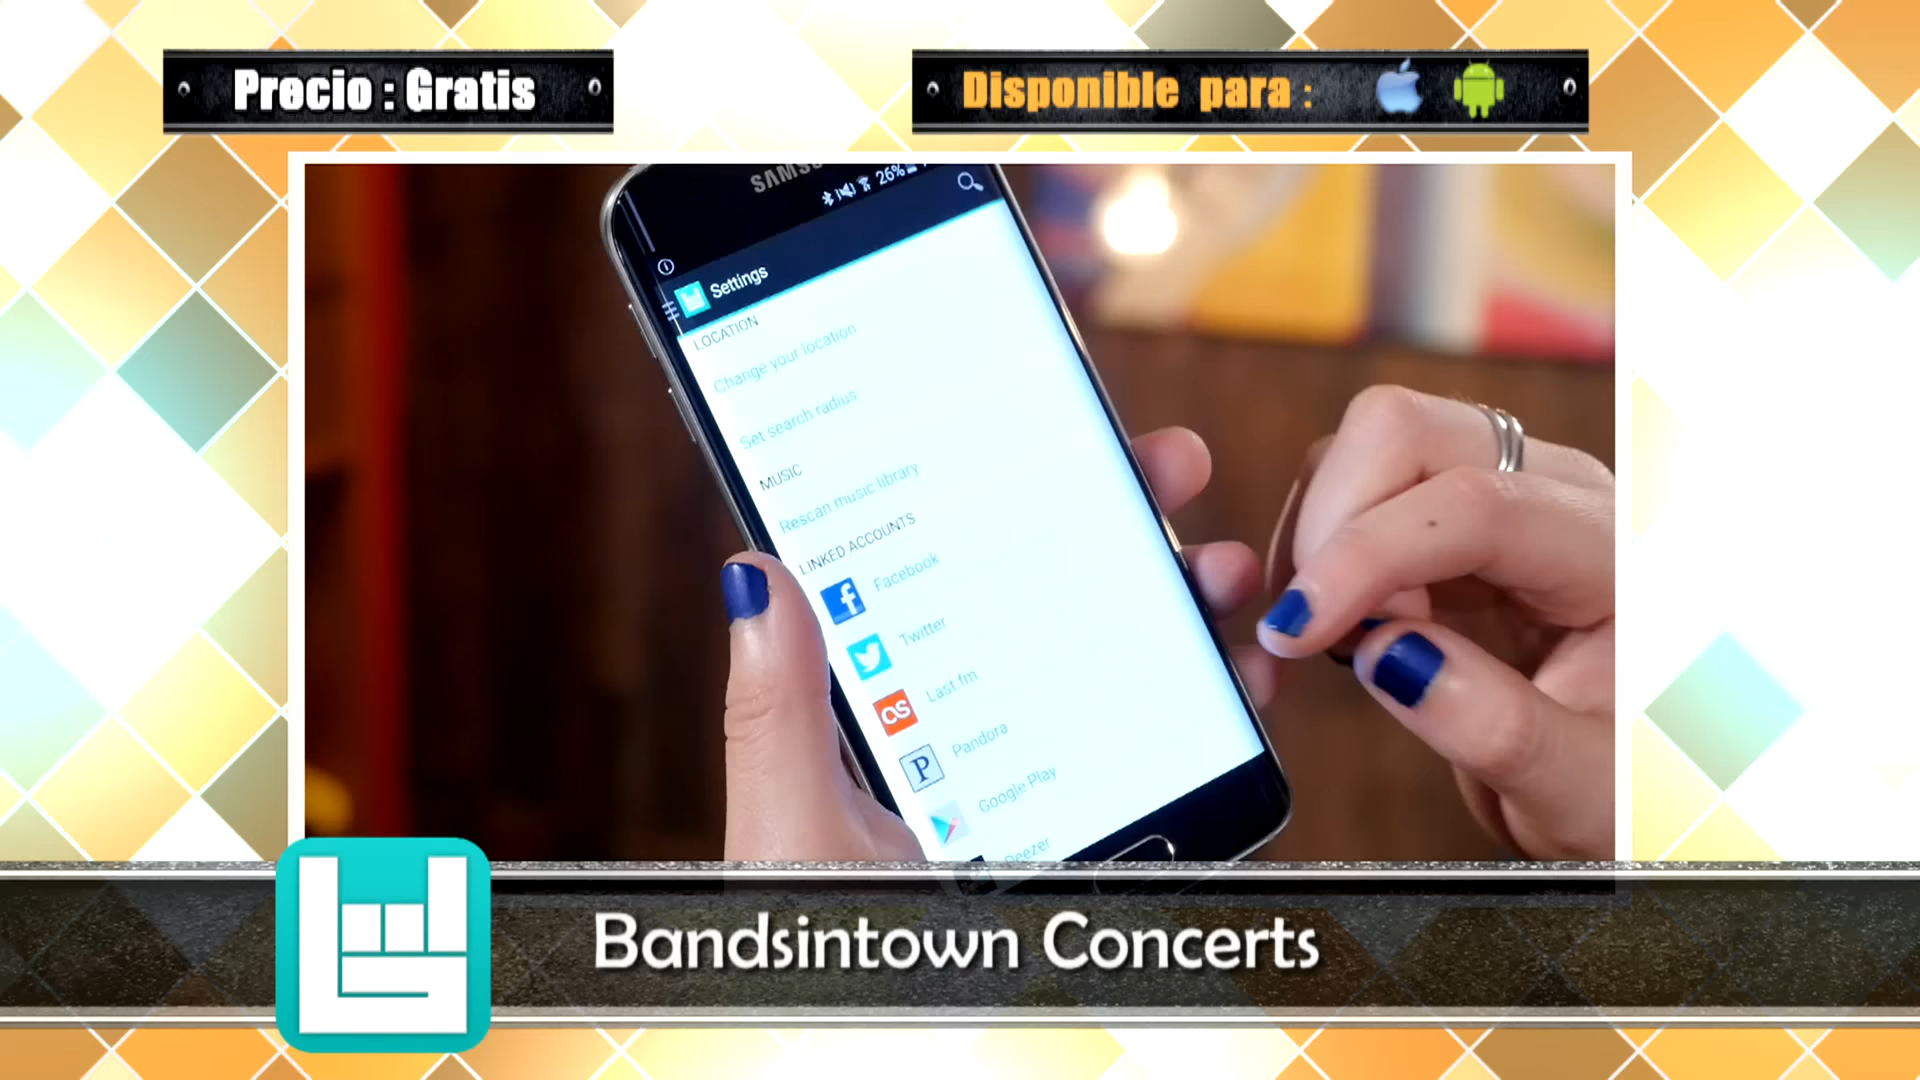 Precio : Gratis
Disponible para :
SAMSU
26%
Settings
LOCATION
Change your location
Set search radius
MUSIC
Rescan music library
LINKED ACCOUNTS
Facebook
Twitter
Last.fm
Pandora
Google Play
Deezer
Bandsintown Concerts